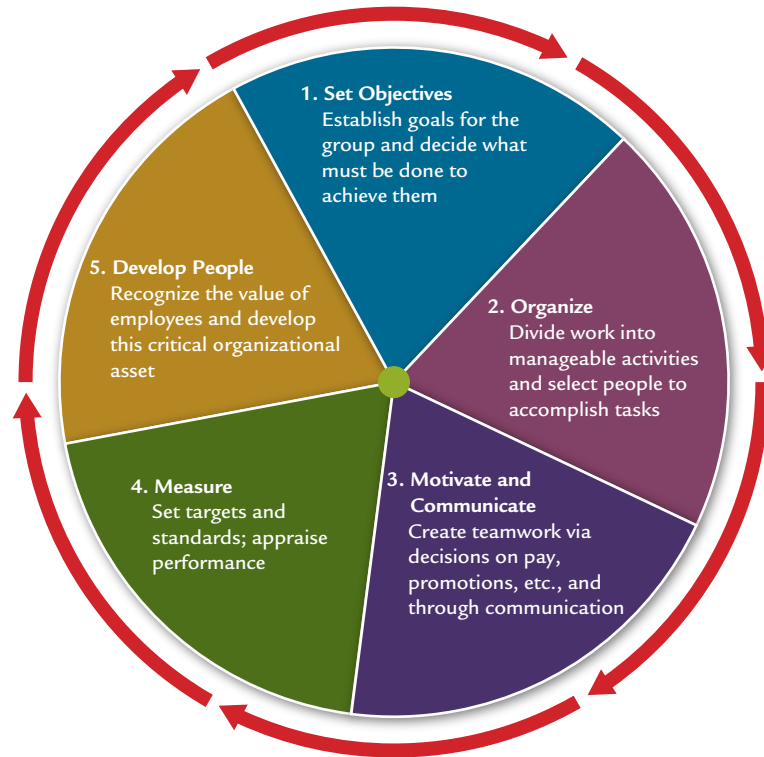 1. Set Objectives
Establish goals for the
group and decide what
must be done to
achieve them
2. Organize
Divide work into
manageable activities
and select people to
accomplish tasks
3. Motivate and
Communicate
Create teamwork via
decisions on pay,
promotions, etc., and
through communication
4. Measure
Set targets and
standards; appraise
performance
5. Develop People
Recognize the value of
employees and develop
this critical organizational
asset